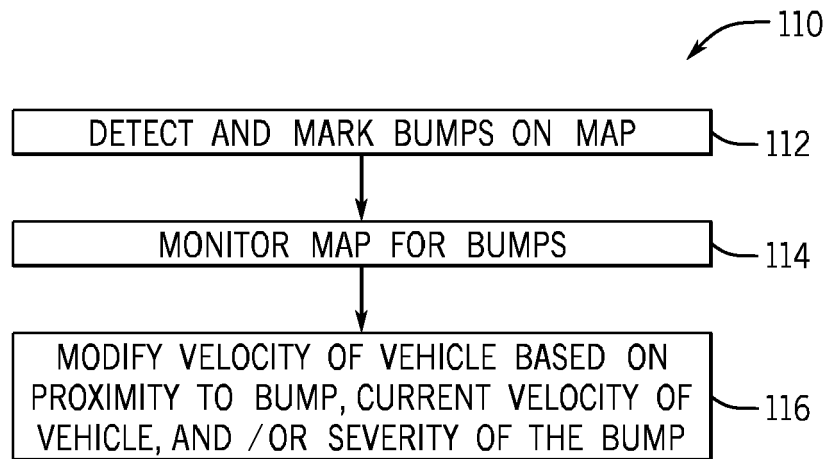 110
DETECT AND MARK BUMPS ON MAP
112
MONITOR MAP FOR BUMPS
114
MODIFY VELOCITY OF VEHICLE BASED ON
PROXIMITY TO BUMP, CURRENT VELOCITY OF
VEHICLE, AND /OR SEVERITY OF THE BUMP
116